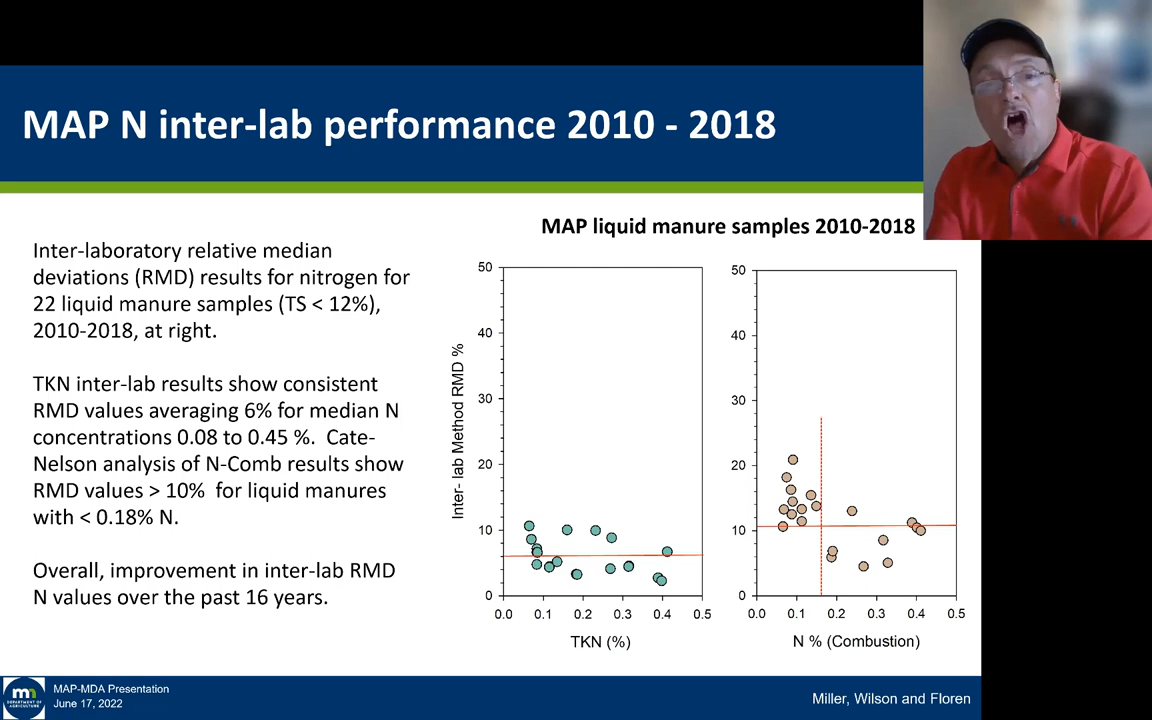 MAP N inter-lab performance 2010 - 2018
MAP liquid manure samples 2010-2018
Inter-laboratory relative median
deviations (RMD) results for nitrogen for
22 liquid manure samples (TS < 12%),
2010-2018, at right.
TKN inter-lab results show consistent
RMD values averaging 6% for median N
concentrations 0.08 to 0.45 %.  Cate-
Nelson analysis of N-Comb results show
RMD values > 10%  for liquid manures
with < 0.18% N.
Overall, improvement in inter-lab RMD
N values over the past 16 years.
Inter- lab Method RMD %
50
40
30
20
10
0
0.0 0.1 0.2 0.3 0.4 0.5
TKN (%)
50
40
30
20
10
0
0.0 0.1 0.2 0.3 0.4 0.5
N % (Combustion)
mn
DEPARTMENT OF
AGRICULTURE
MAP-MDA Presentation
June 17, 2022
Miller, Wilson and Floren